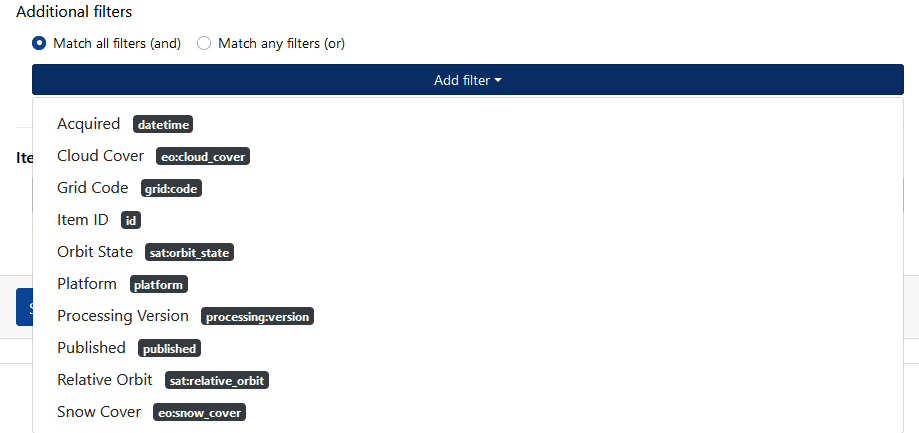 Additional filters
Match all filters (and) Match any filters (or)
Add filter
Acquired datetime
Cloud Cover eo:cloud_cover
Grid Code grid:code
Item ID id
Orbit State sat:orbit_state
Platform platform
Processing Version processing:version
Published published
Relative Orbit sat:relative_orbit
Snow Cover eo:snow_cover